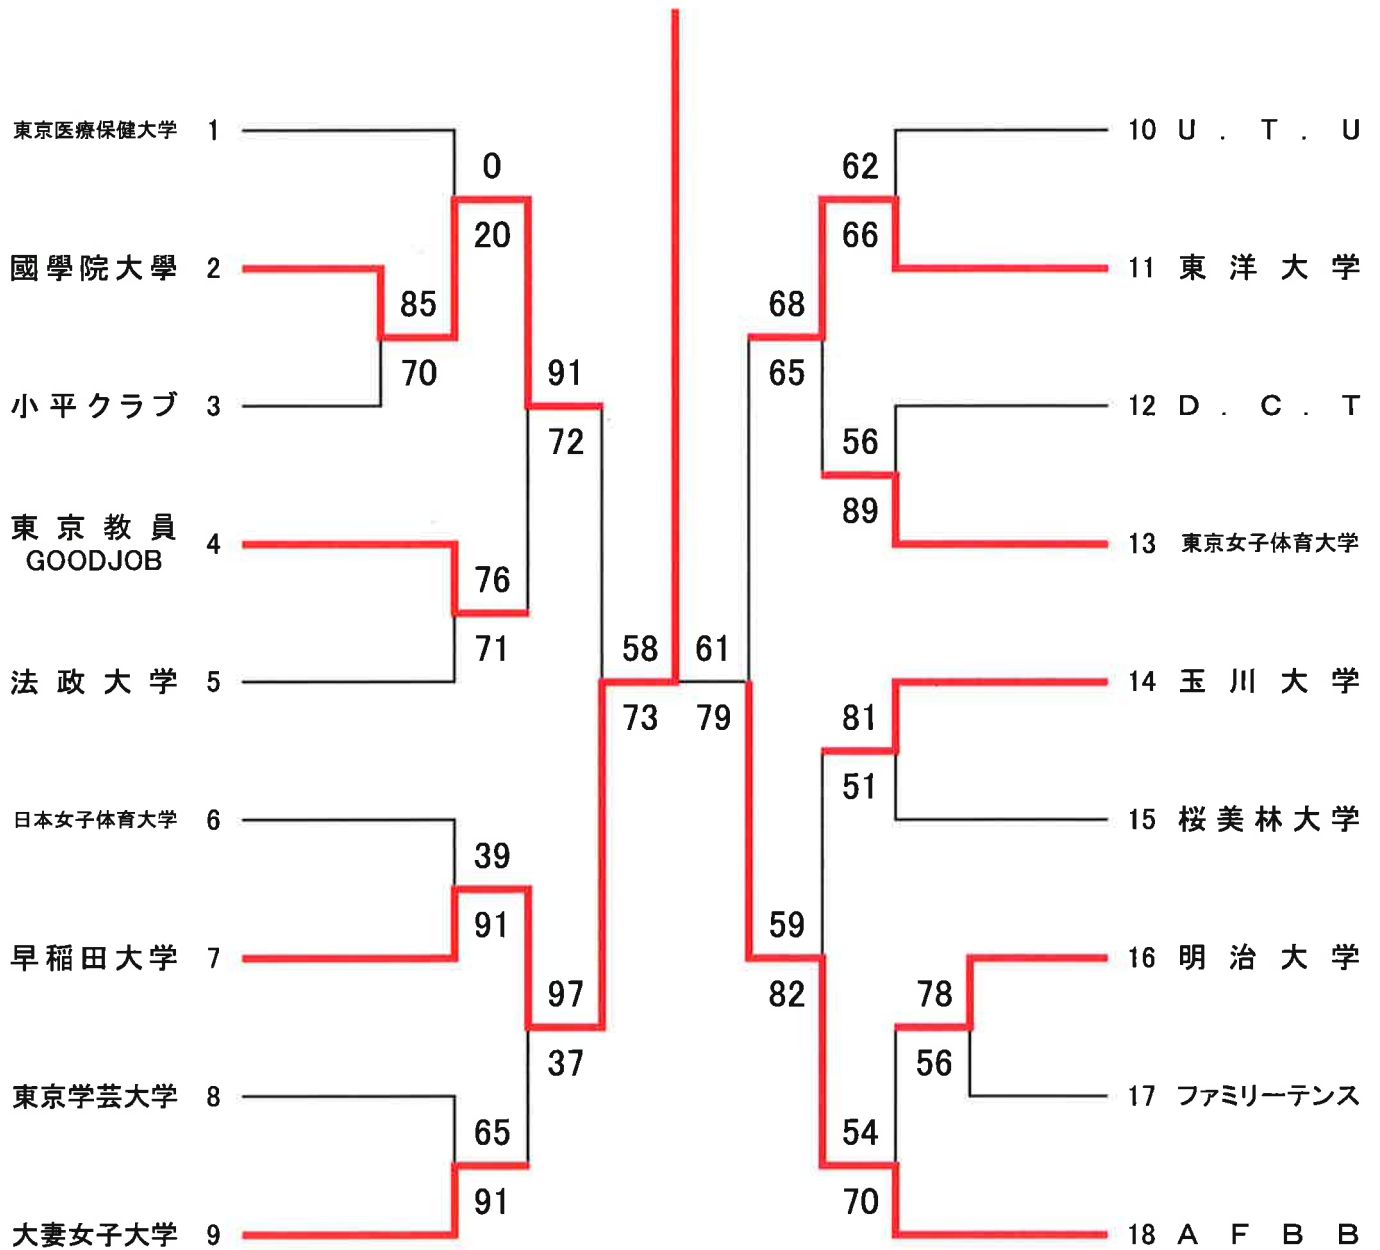 東京医療保健大学 1
0
20
國學院大學 2
85
70
小平クラブ 3
91
72
東京教員
GOODJOB 4
76
71
法政大学 5
58
73
日本女子体育大学 6
39
91
早稲田大学 7
97
37
東京学芸大学 8
65
91
大妻女子大学 9
10 U . T . U
62
66
11 東洋大学
68
65
12 D . C . T
56
89
13 東京女子体育大学
61
79
14 玉川大学
81
51
15 桜美林大学
59
82
16 明治大学
78
56
17 ファミリーテンス
54
70
18 A F B B